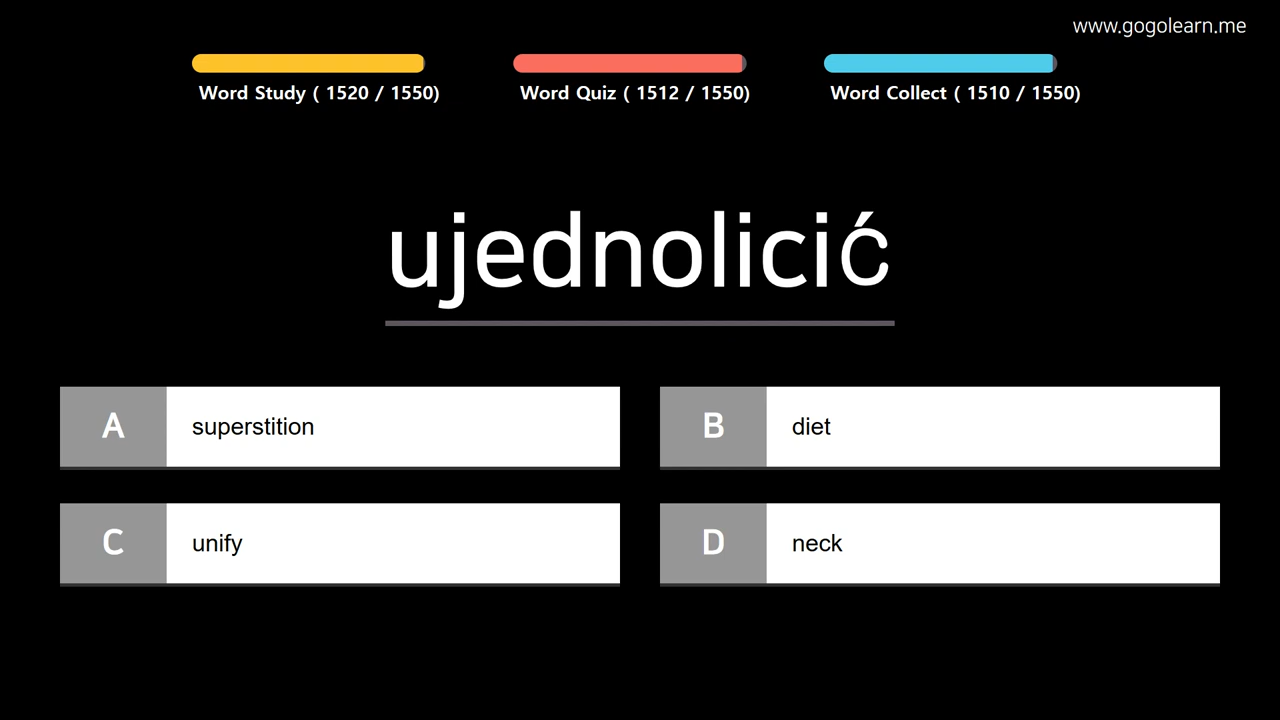 www.gogolearn.me
Word Study ( 1520 / 1550)
Word Quiz ( 1512 / 1550)
Word Collect ( 1510 / 1550)
ujednolicić
A superstition
B diet
C unify
D neck